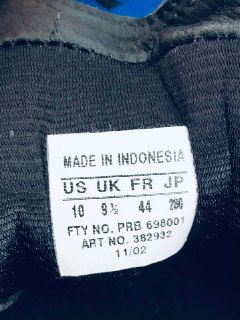 MADE IN INDONESIA
US UK FR JP
10 9½ 44 280
FTY NO. PRB 698001
ART NO. 382932
11/02